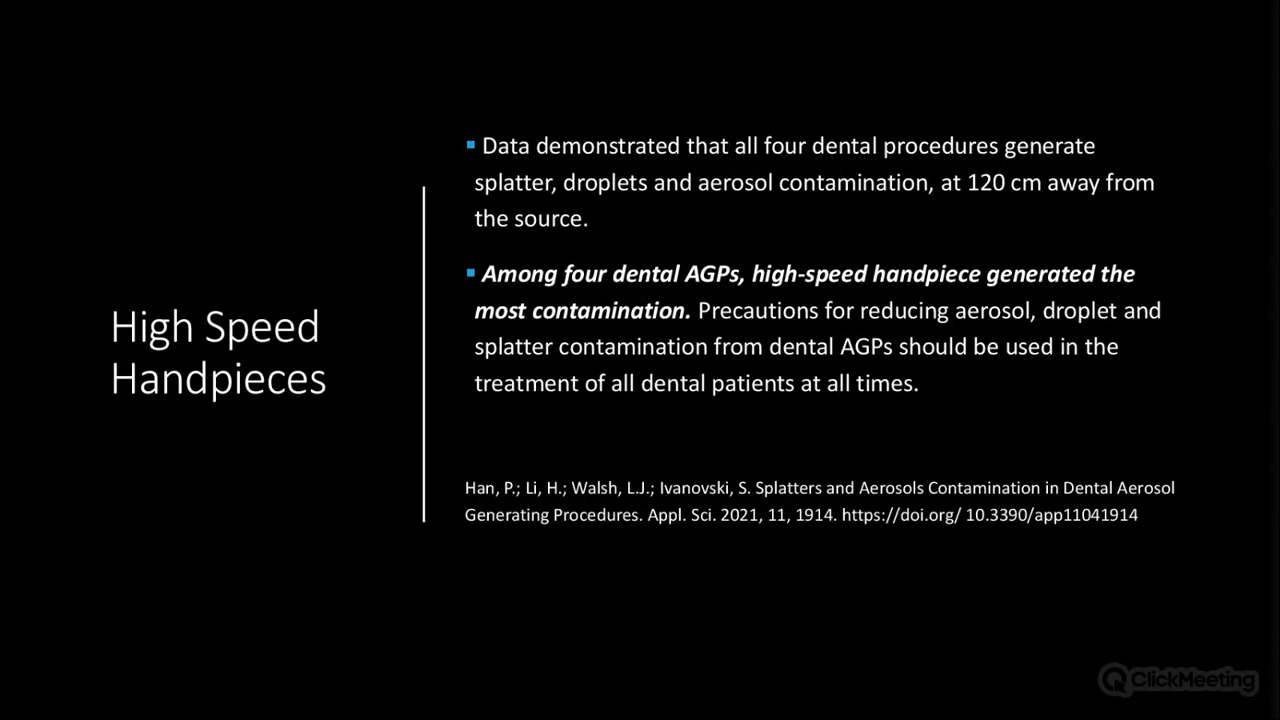 High Speed
Handpieces
▪ Data demonstrated that all four dental procedures generate
splatter, droplets and aerosol contamination, at 120 cm away from
the source.
▪ Among four dental AGPs, high-speed handpiece generated the
most contamination. Precautions for reducing aerosol, droplet and
splatter contamination from dental AGPs should be used in the
treatment of all dental patients at all times.
Han, P.; Li, H.; Walsh, L.J.; Ivanovski, S. Splatters and Aerosols Contamination in Dental Aerosol
Generating Procedures. Appl. Sci. 2021, 11, 1914. https://doi.org/ 10.3390/app11041914
ClickMeeting